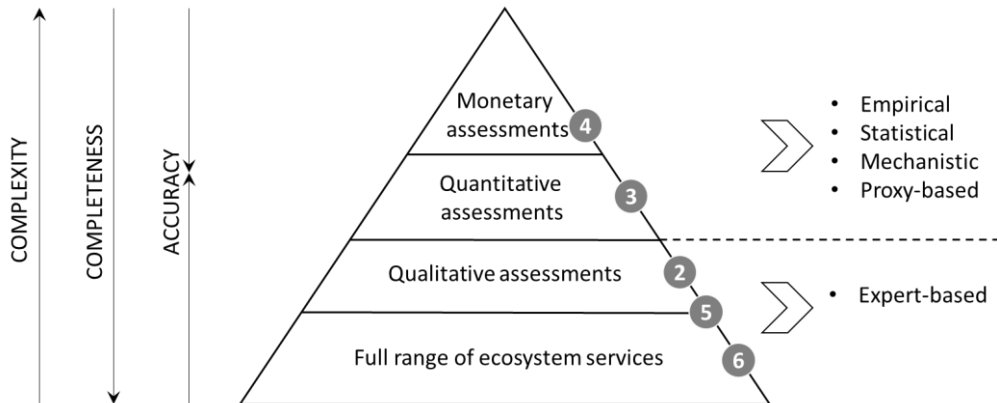 COMPLEXITY
COMPLETENESS
ACCURACY
Monetary
assessments
4
Quantitative
assessments
3
Qualitative assessments
2
5
Full range of ecosystem services
6
• Empirical
• Statistical
• Mechanistic
• Proxy-based
• Expert-based